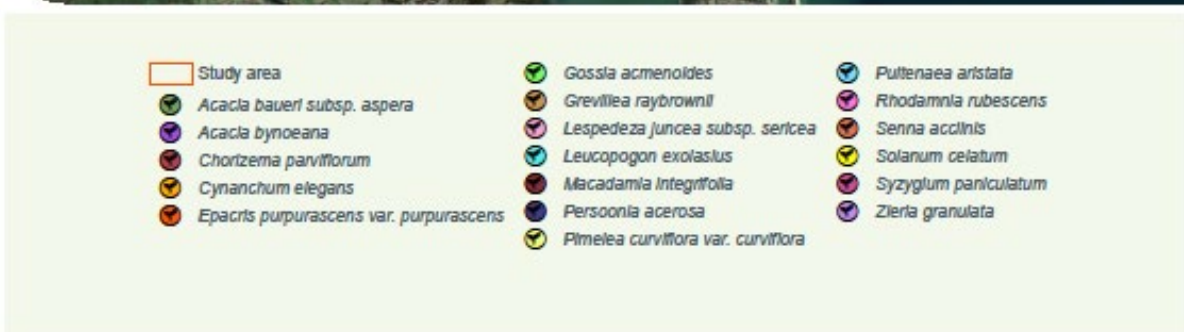 Study area
Acacia baueri subsp. aspera
Acacia bynoeana
Chorizema parviflorum
Cynanchum elegans
Epacris purpurascens var. purpurascens
Gossia acmenoides
Grevillea raybrownii
Lespedeza juncea subsp. sericea
Leucopogon exolasius
Macadamia integrifolia
Persoonia acerosa
Pimelea curviflora var. curviflora
Pultenaea aristata
Rhodamnia rubescens
Senna acclinis
Solanum celatum
Syzygium paniculatum
Zieria granulata